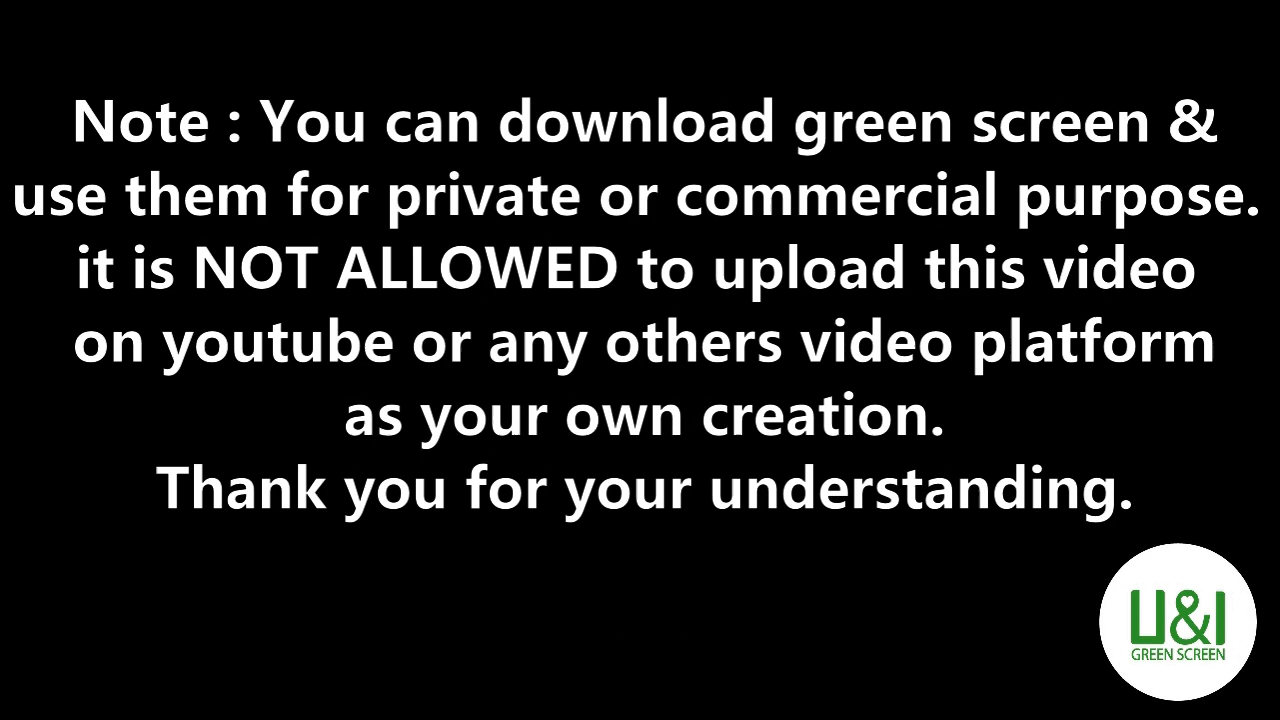 Note : You can download green screen &
use them for private or commercial purpose.
it is NOT ALLOWED to upload this video
on youtube or any others video platform
as your own creation.
Thank you for your understanding.
U&I
GREEN SCREEN